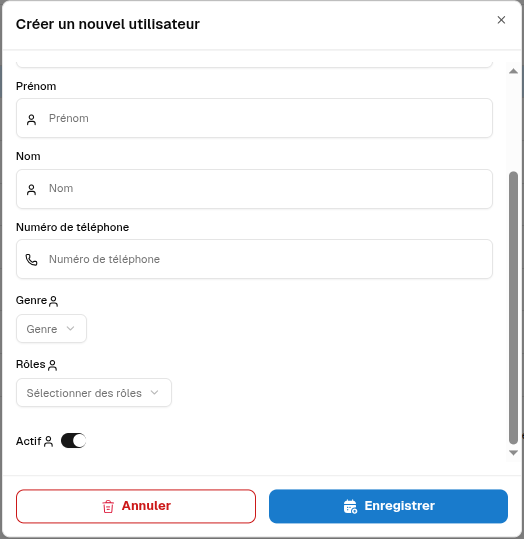 Créer un nouvel utilisateur
Prénom
Prénom
Nom
Nom
Numéro de téléphone
Numéro de téléphone
Genre
Genre
Rôles
Sélectionner des rôles
Actif
Annuler
Enregistrer